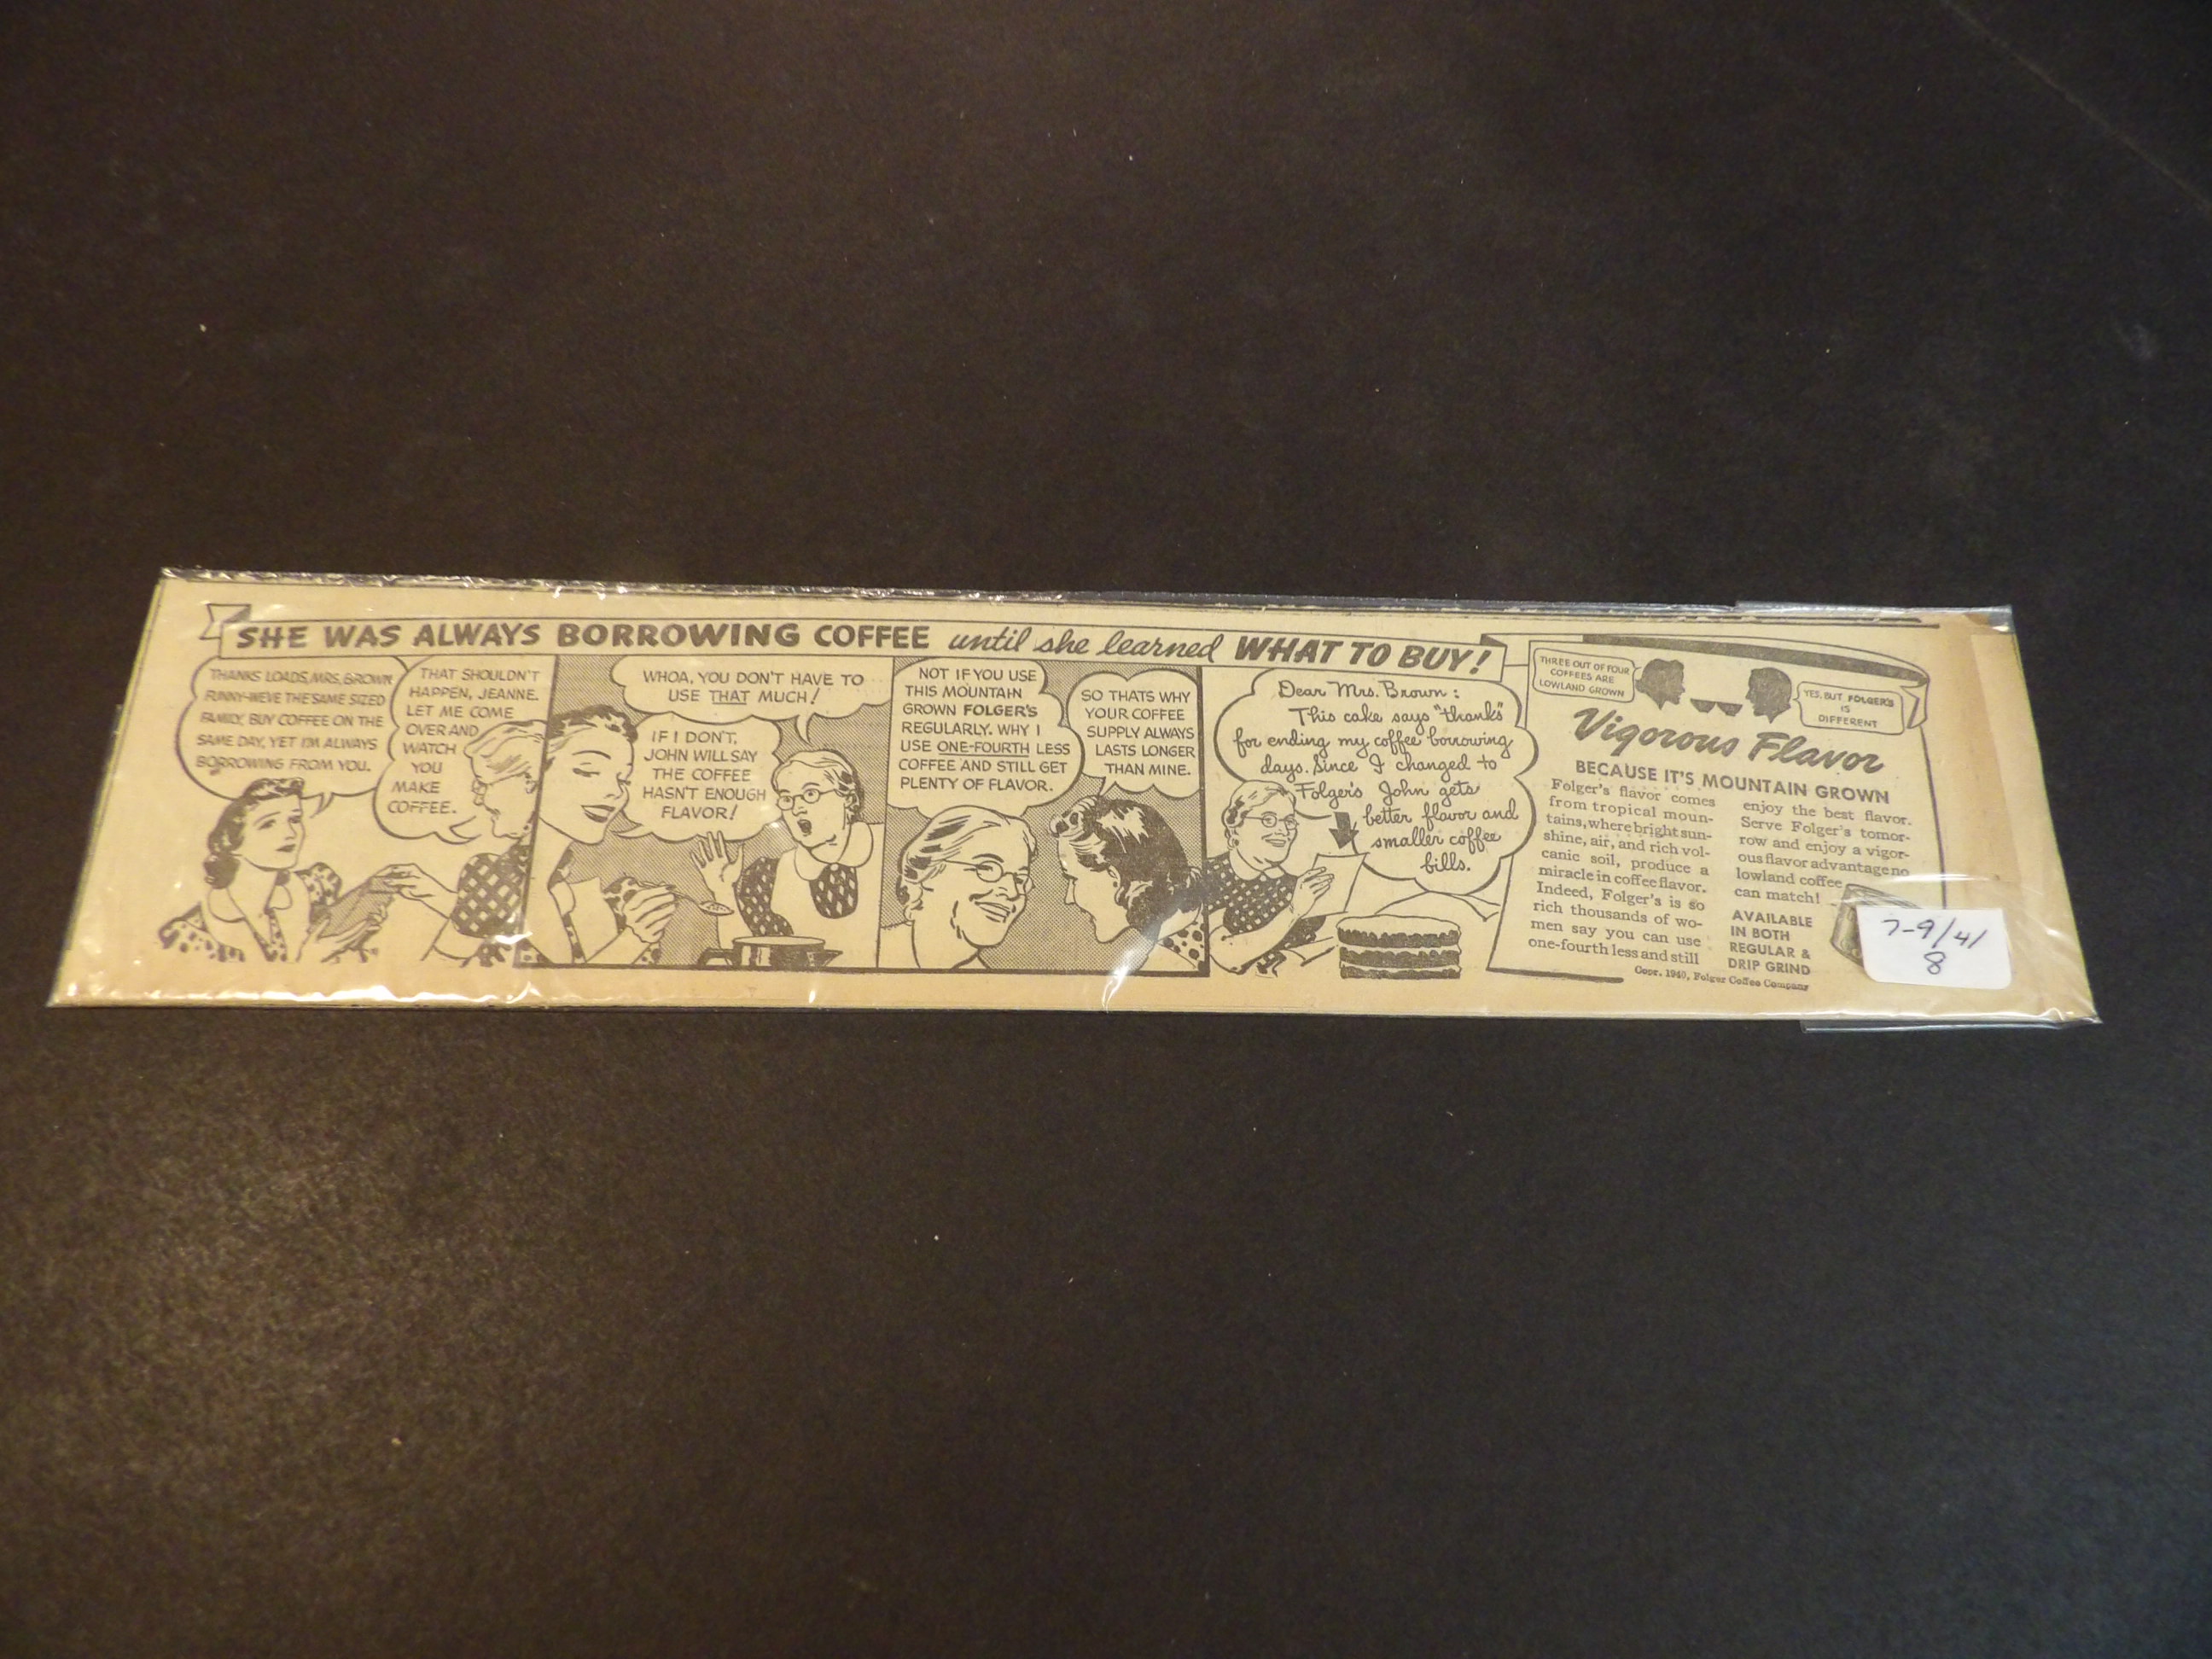 SHE WAS ALWAYS BORROWING COFFEE until she learned WHAT TO BUY!
THANKS LOADS, MRS. BROWN.
FUNNY-WEVE THE SAME SIZED
FAMILY, BUY COFFEE ON THE
SAME DAY, YET I'M ALWAYS
BORROWING FROM YOU.
THAT SHOULDN'T
HAPPEN, JEANNE.
LET ME COME
OVER AND
WATCH
YOU
MAKE
COFFEE.
WHOA, YOU DON'T HAVE TO
USE THAT MUCH!
IF I DON'T,
JOHN WILL SAY
THE COFFEE
HASN'T ENOUGH
FLAVOR!
NOT IF YOU USE
THIS MOUNTAIN
GROWN FOLGER'S
REGULARLY. WHY I
USE ONE-FOURTH LESS
COFFEE AND STILL GET
PLENTY OF FLAVOR.
SO THATS WHY
YOUR COFFEE
SUPPLY ALWAYS
LASTS LONGER
THAN MINE.
Dear Mrs. Brown:
This cake says "thanks"
for ending my coffee borrowing
days. Since I changed to
Folger's John gets
better flavor and
smaller coffee
bills.
THREE OUT OF FOUR
COFFEES ARE
LOWLAND GROWN
YES, BUT FOLGER'S
IS
DIFFERENT
Vigorous Flavor
BECAUSE IT'S MOUNTAIN GROWN
Folger's flavor comes
from tropical moun-
tains, where bright sun-
shine, air, and rich vol-
canic soil, produce a
miracle in coffee flavor.
Indeed, Folger's is so
rich thousands of wo-
men say you can use
one-fourth less and still
enjoy the best flavor.
Serve Folger's tomor-
row and enjoy a vigor-
ous flavor advantage no
lowland coffee
can match!
AVAILABLE
IN BOTH
REGULAR &
DRIP GRIND
Copr. 1940, Folger Coffee Company
7-9/41
8